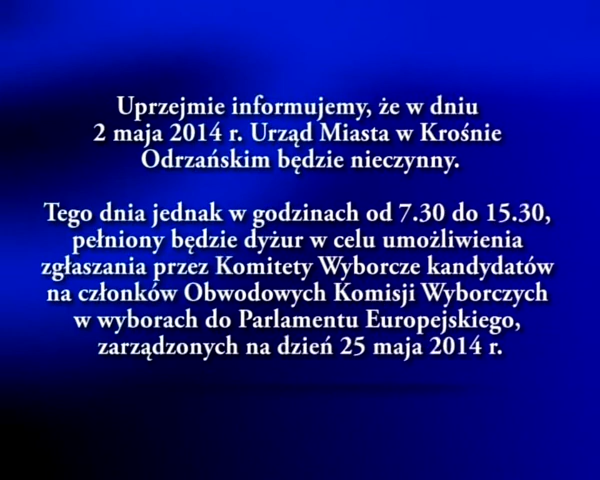 Uprzejmie informujemy, że w dniu
2 maja 2014 r. Urząd Miasta w Krośnie
Odrzańskim będzie nieczynny.
Tego dnia jednak w godzinach od 7.30 do 15.30,
pełniony będzie dyżur w celu umożliwienia
zgłaszania przez Komitety Wyborcze kandydatów
na członków Obwodowych Komisji Wyborczych
w wyborach do Parlamentu Europejskiego,
zarządzonych na dzień 25 maja 2014 r.